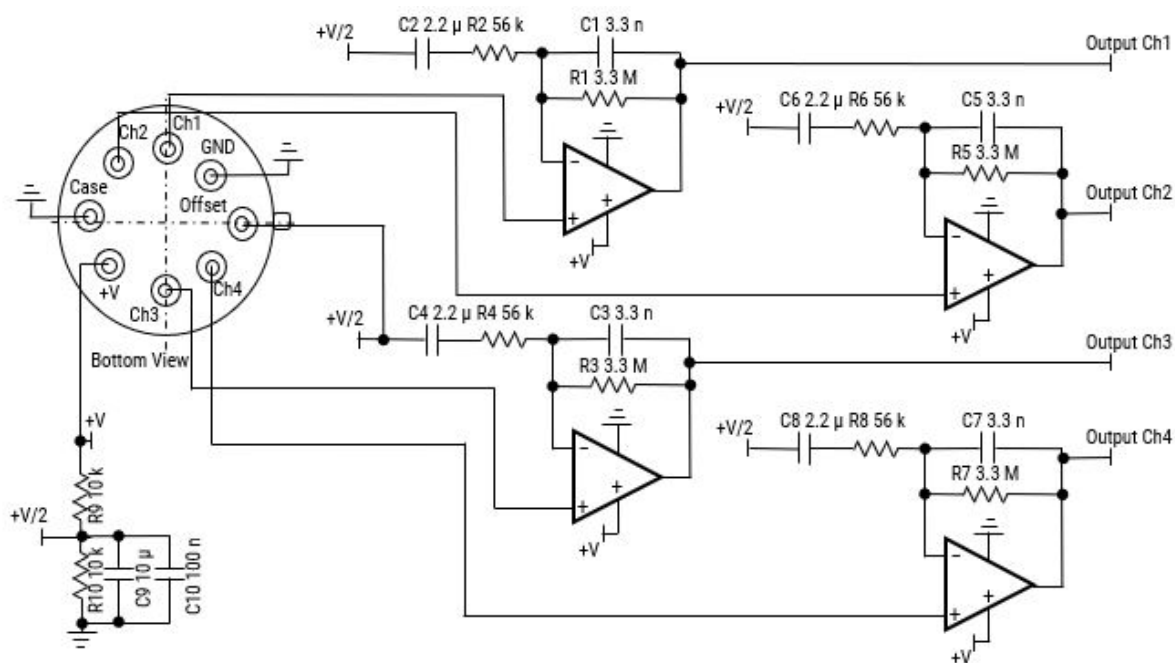 +V/2
C2 2.2 µ R2 56 k
C1 3.3 n
R1 3.3 M
Output Ch1
+V/2
C6 2.2 µ R6 56 k
C5 3.3 n
R5 3.3 M
Output Ch2
Ch2
Ch1
GND
Case
Offset
+V
Ch3
Ch4
Bottom View
-
+
+
+V
-
+
+
+V
+V/2
C4 2.2 µ R4 56 k
C3 3.3 n
R3 3.3 M
Output Ch3
-
+
+
+V
+V/2
C8 2.2 µ R8 56 k
C7 3.3 n
R7 3.3 M
Output Ch4
-
+
+
+V
+V
R9 10 k
+V/2
R10 10 k
C9 10 µ
C10 100 n